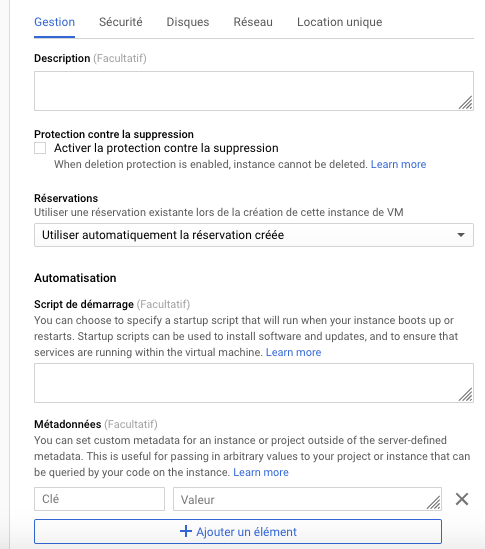 Gestion Sécurité Disques Réseau Location unique
Description (Facultatif)
Protection contre la suppression
Activer la protection contre la suppression
When deletion protection is enabled, instance cannot be deleted. Learn more
Réservations
Utiliser une réservation existante lors de la création de cette instance de VM
Utiliser automatiquement la réservation créée
Automatisation
Script de démarrage (Facultatif)
You can choose to specify a startup script that will run when your instance boots up or
restarts. Startup scripts can be used to install software and updates, and to ensure that
services are running within the virtual machine. Learn more
Métadonnées (Facultatif)
You can set custom metadata for an instance or project outside of the server-defined
metadata. This is useful for passing in arbitrary values to your project or instance that can
be queried by your code on the instance. Learn more
Clé Valeur
+ Ajouter un élément